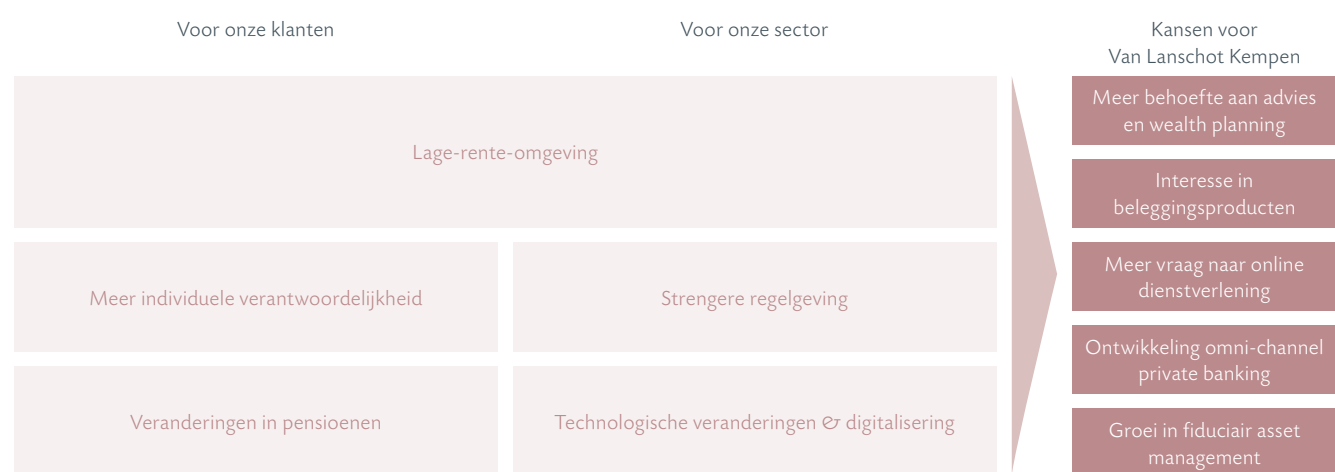 Voor onze klanten
Voor onze sector
Kansen voor
Van Lanschot Kempen
Lage-rente-omgeving
Meer individuele verantwoordelijkheid
Strengere regelgeving
Veranderingen in pensioenen
Technologische veranderingen & digitalisering
Meer behoefte aan advies
en wealth planning
Interesse in
beleggingsproducten
Meer vraag naar online
dienstverlening
Ontwikkeling omni-channel
private banking
Groei in fiduciair asset
management